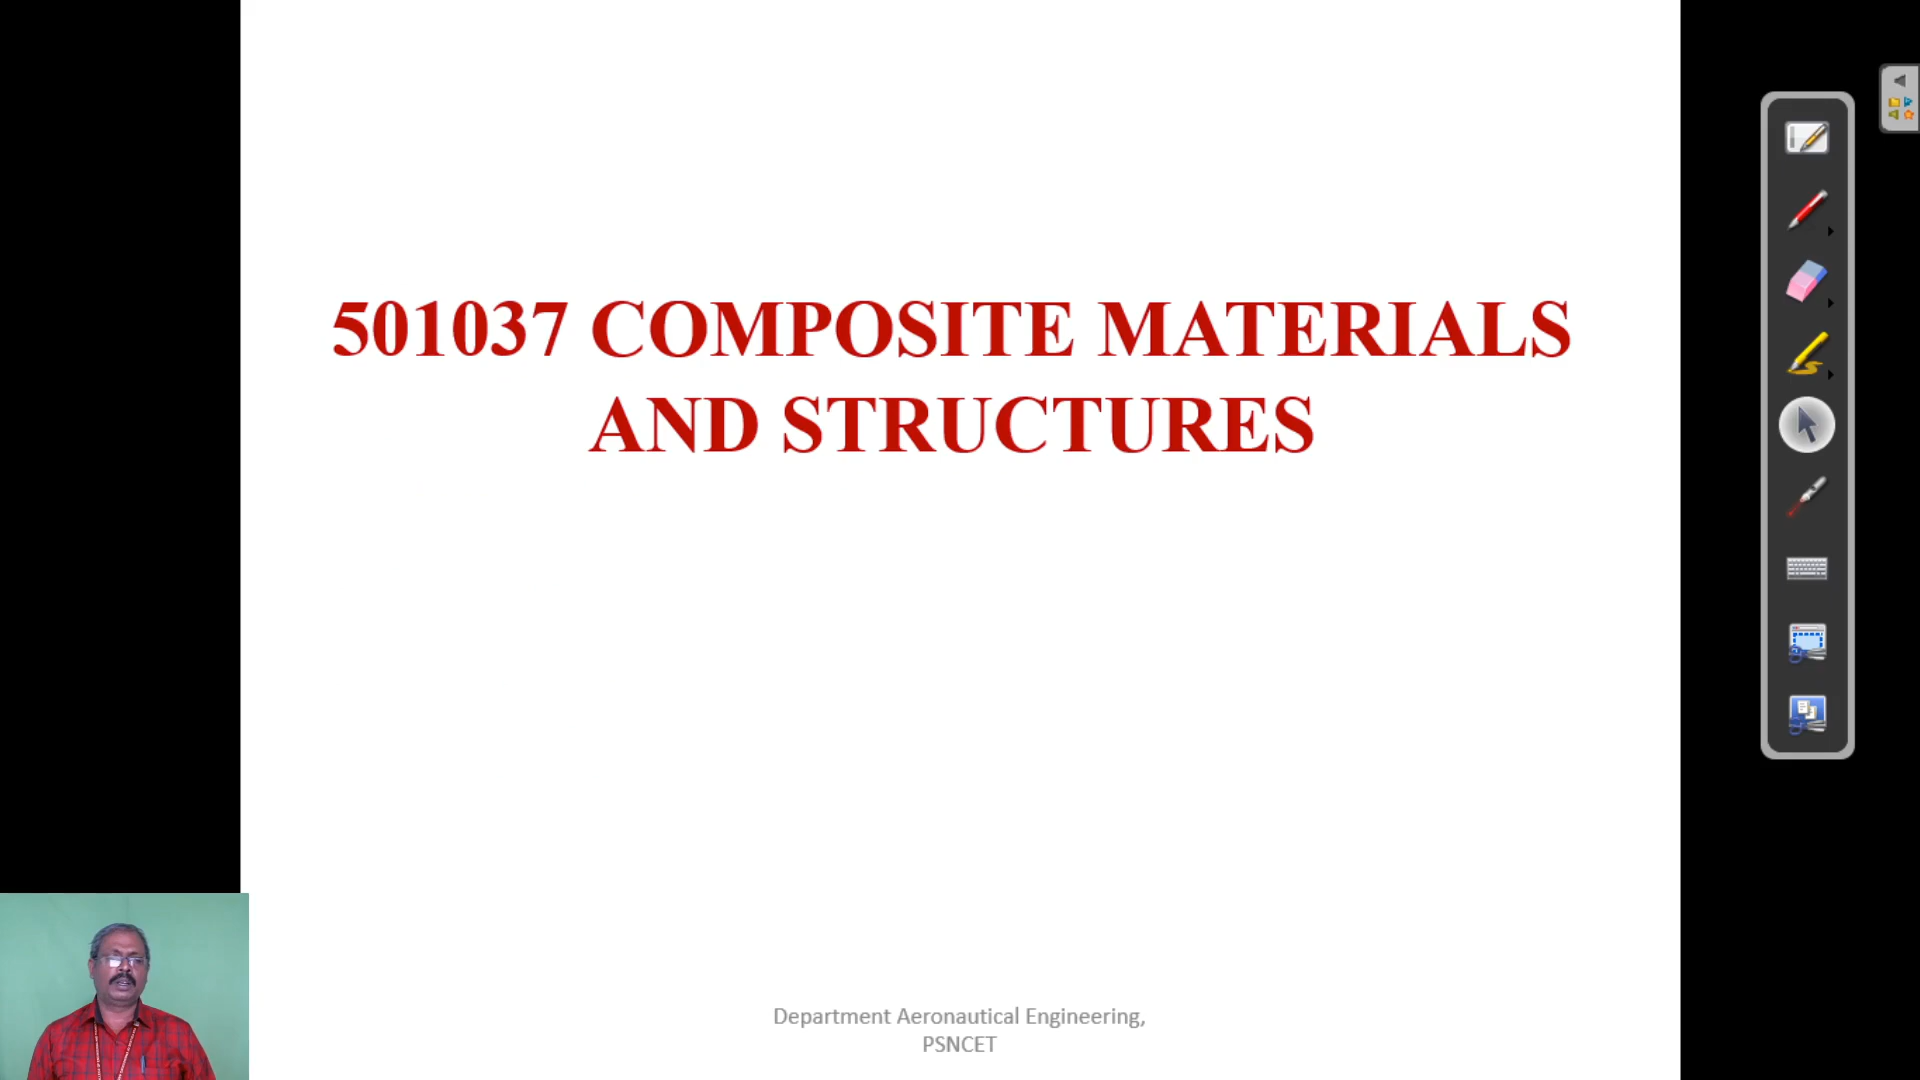 501037 COMPOSITE MATERIALS
AND STRUCTURES
Department Aeronautical Engineering,
PSNCET